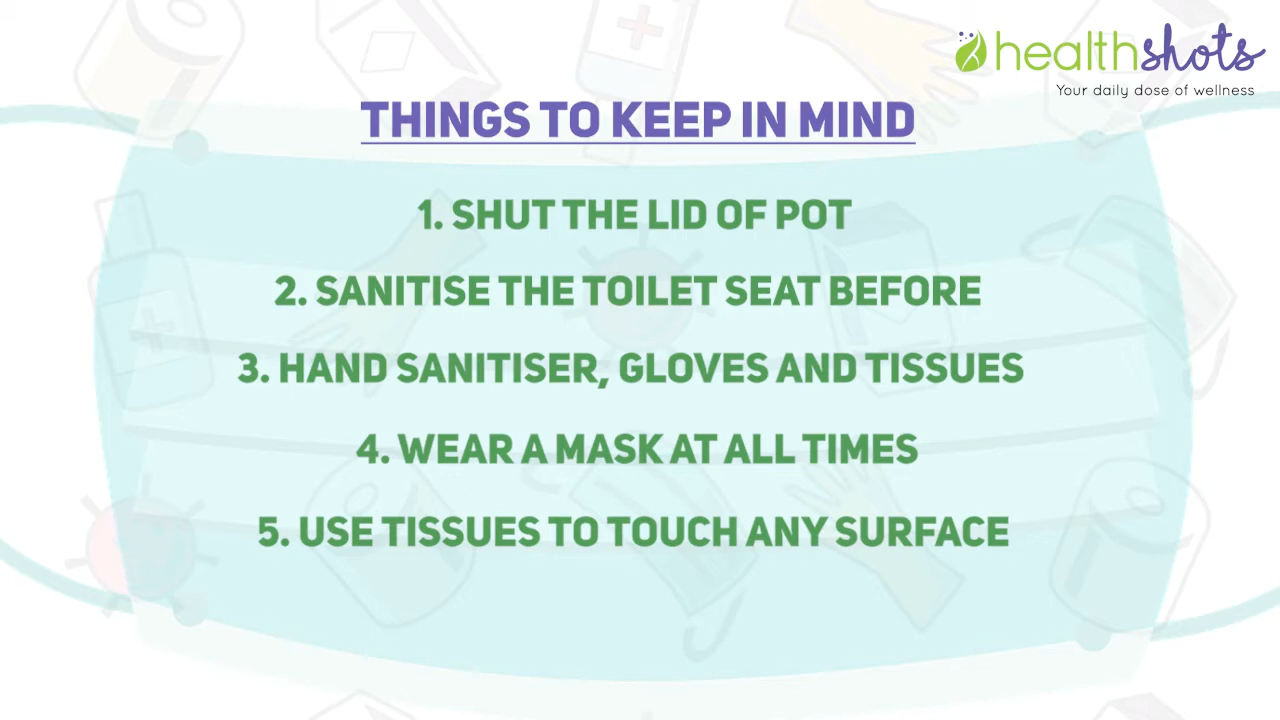 healthshots
Your daily dose of wellness
THINGS TO KEEP IN MIND
1. SHUT THE LID OF POT
2. SANITISE THE TOILET SEAT BEFORE
3. HAND SANITISER, GLOVES AND TISSUES
4. WEAR A MASK AT ALL TIMES
5. USE TISSUES TO TOUCH ANY SURFACE